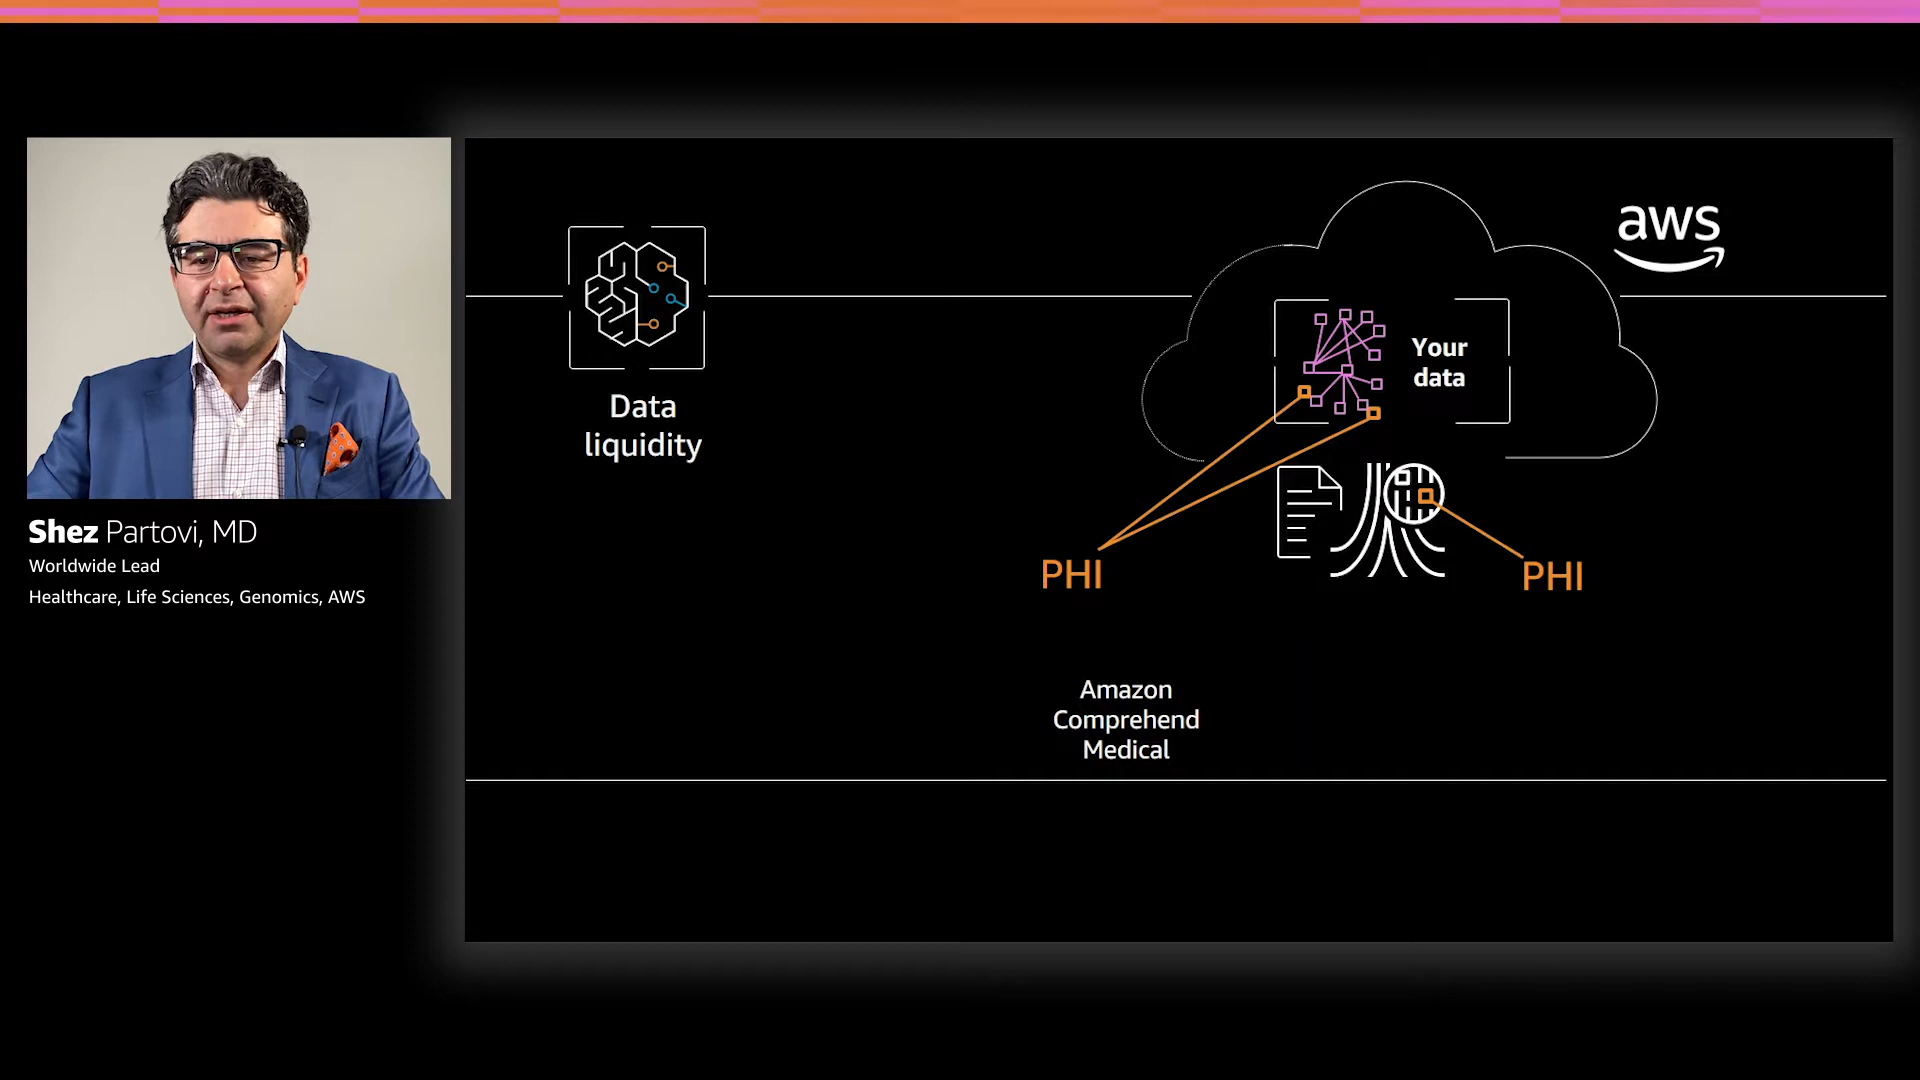 Shez Partovi, MD
Worldwide Lead
Healthcare, Life Sciences, Genomics, AWS
Data
liquidity
aws
Your
data
PHI
PHI
Amazon
Comprehend
Medical